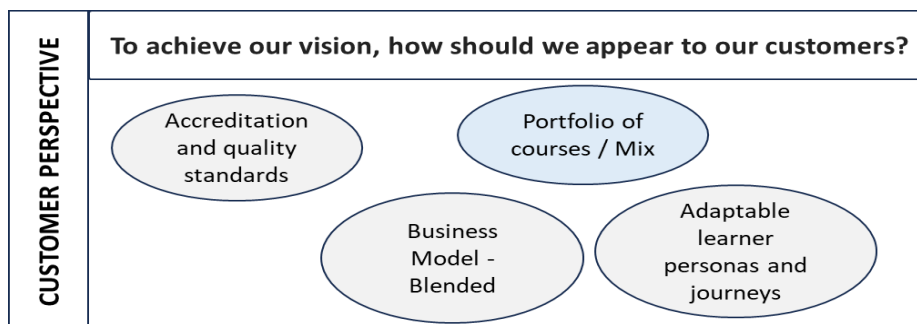 CUSTOMER PERSPECTIVE
To achieve our vision, how should we appear to our customers?
Accreditation
and quality
standards
Portfolio of
courses / Mix
Business
Model -
Blended
Adaptable
learner
personas and
journeys